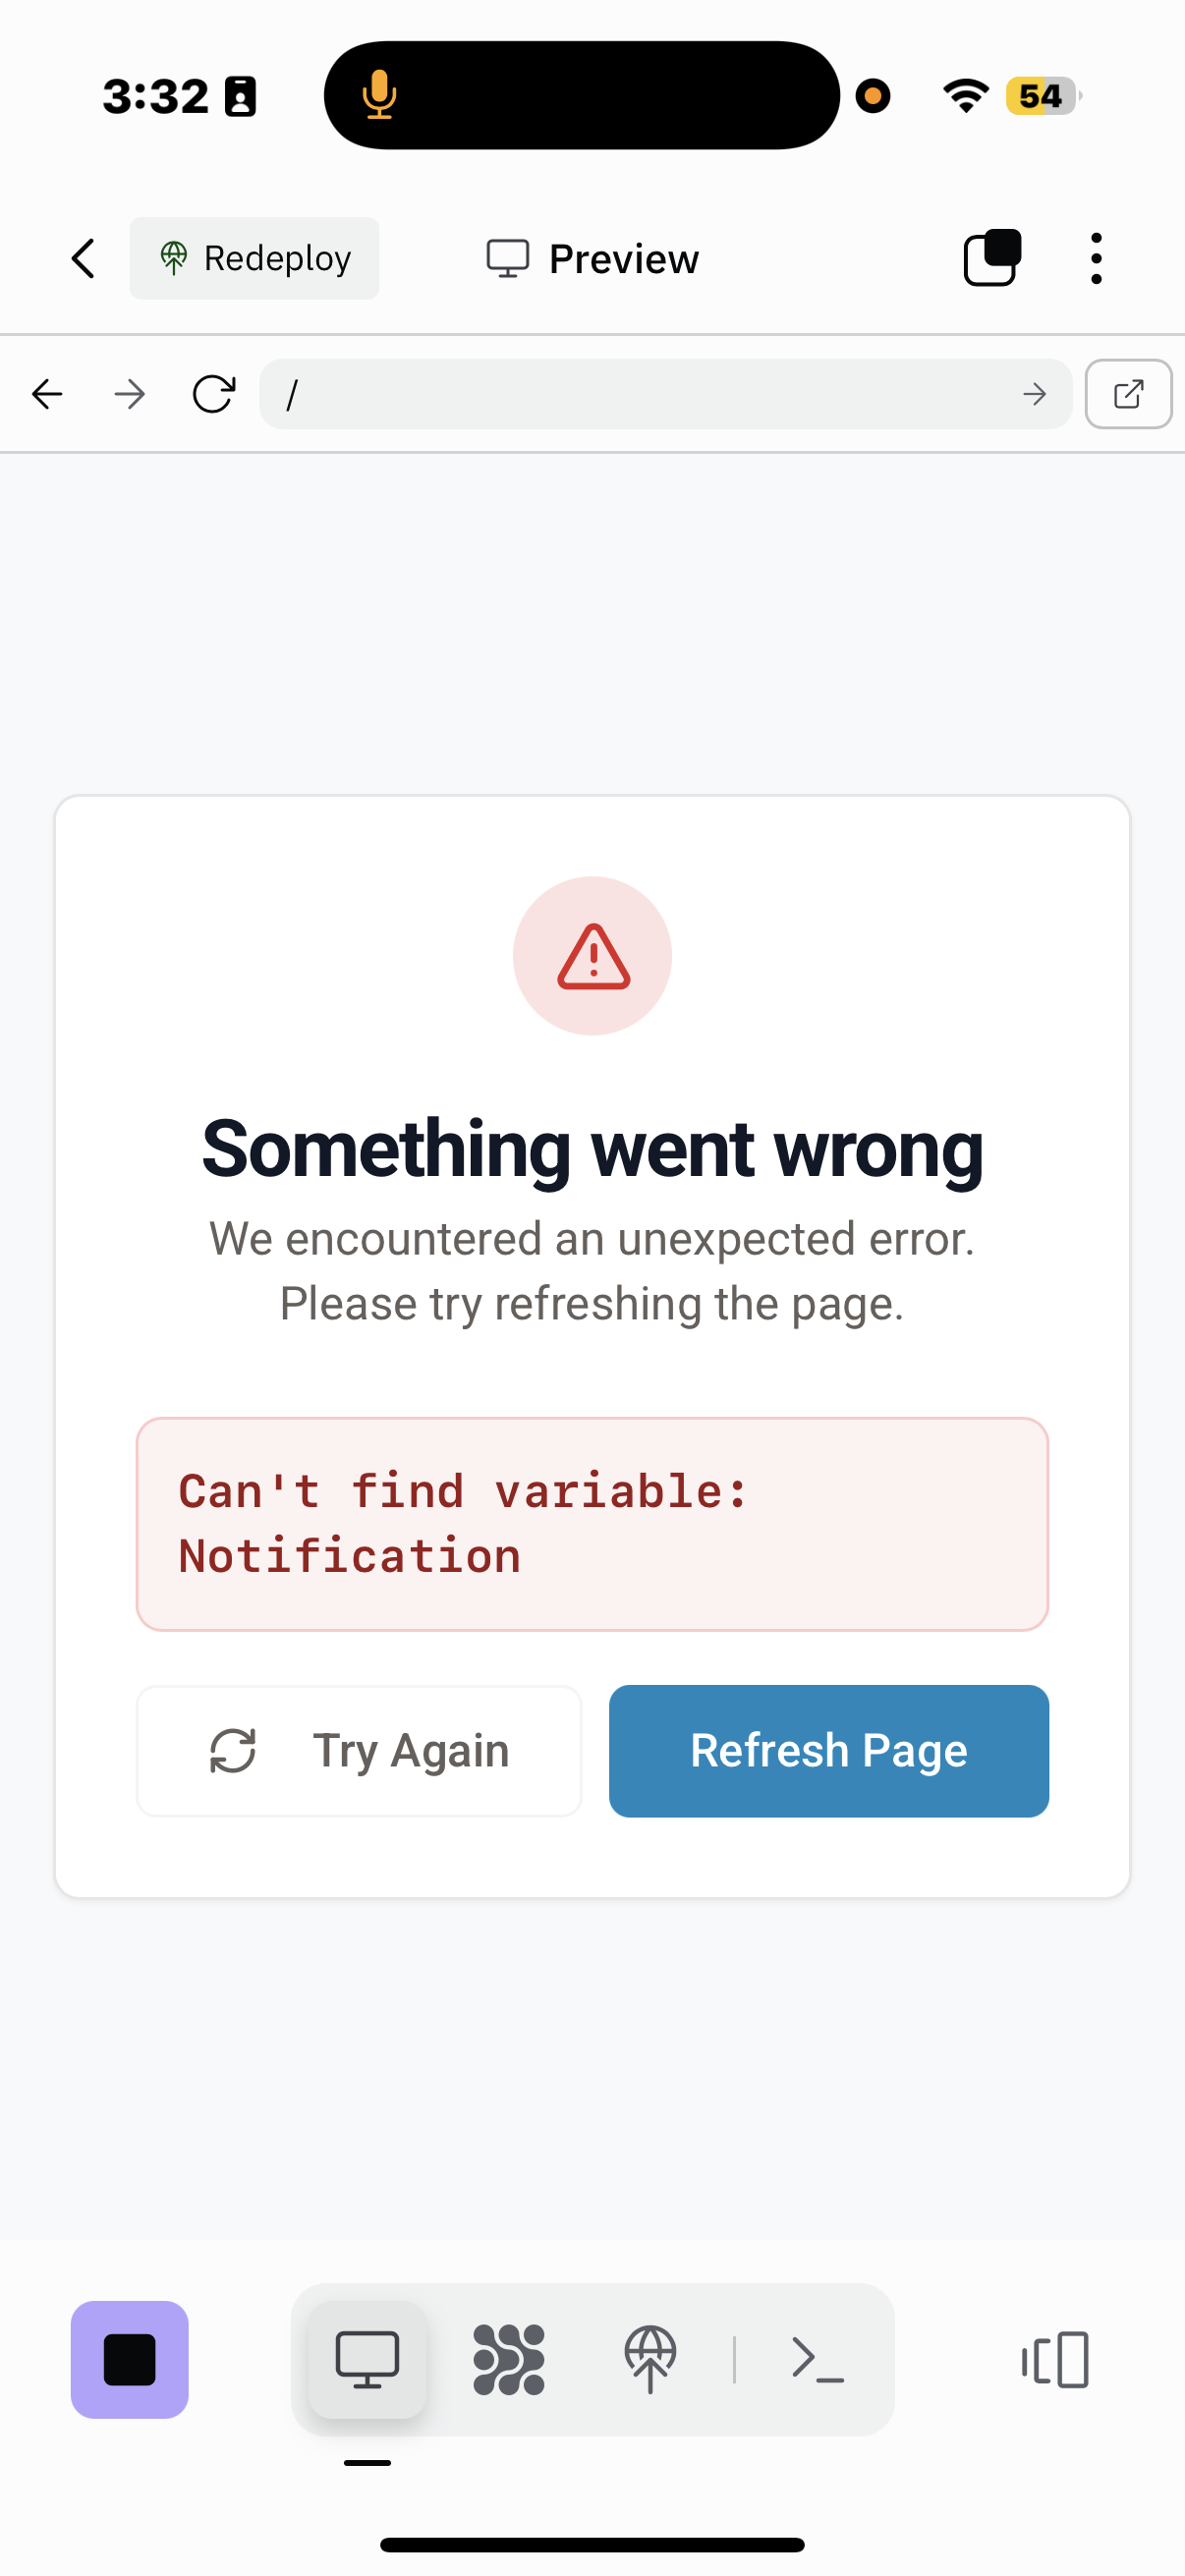 3:32
54
Redeploy
Preview
/
Something went wrong
We encountered an unexpected error.
Please try refreshing the page.
Can't find variable:
Notification
Try Again
Refresh Page